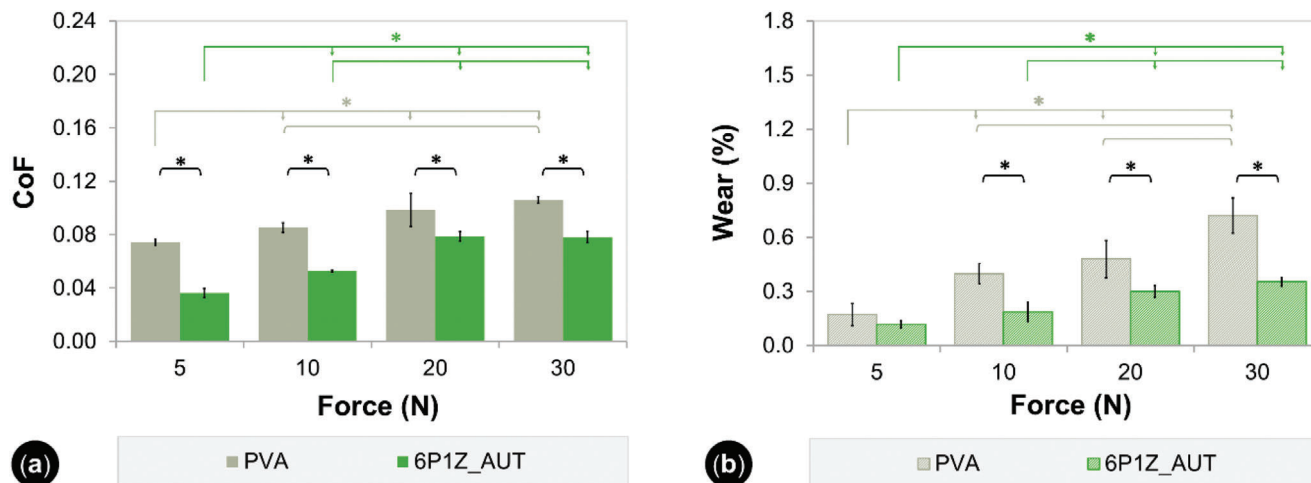 CoF
0.24
0.20
0.16
0.12
0.08
0.04
0.00
*
*
* * * *
5 10 20 30
Force (N)
(a)
PVA 6P1Z_AUT
Wear (%)
1.8
1.5
1.2
0.9
0.6
0.3
0.0
*
*
* * *
5 10 20 30
Force (N)
(b)
PVA 6P1Z_AUT